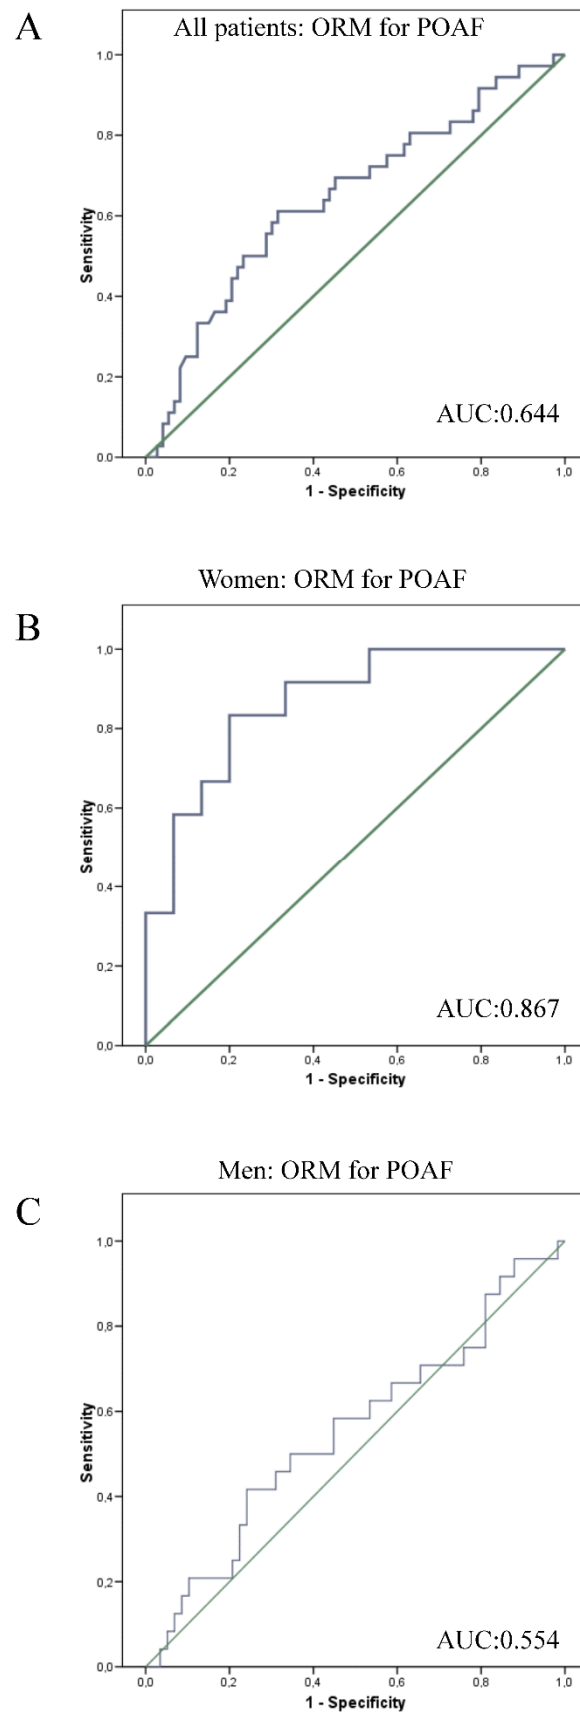 A
All patients: ORM for POAF
1,0
0,8
0,6
0,4
0,2
0,0
Sensitivity
AUC:0.644
0,0 0,2 0,4 0,6 0,8 1,0
1 - Specificity
Women: ORM for POAF
B
1,0
0,8
0,6
0,4
0,2
0,0
Sensitivity
AUC:0.867
0,0 0,2 0,4 0,6 0,8 1,0
1 - Specificity
Men: ORM for POAF
C
1,0
0,8
0,6
0,4
0,2
0,0
Sensitivity
AUC:0.554
0,0 0,2 0,4 0,6 0,8 1,0
1 - Specificity